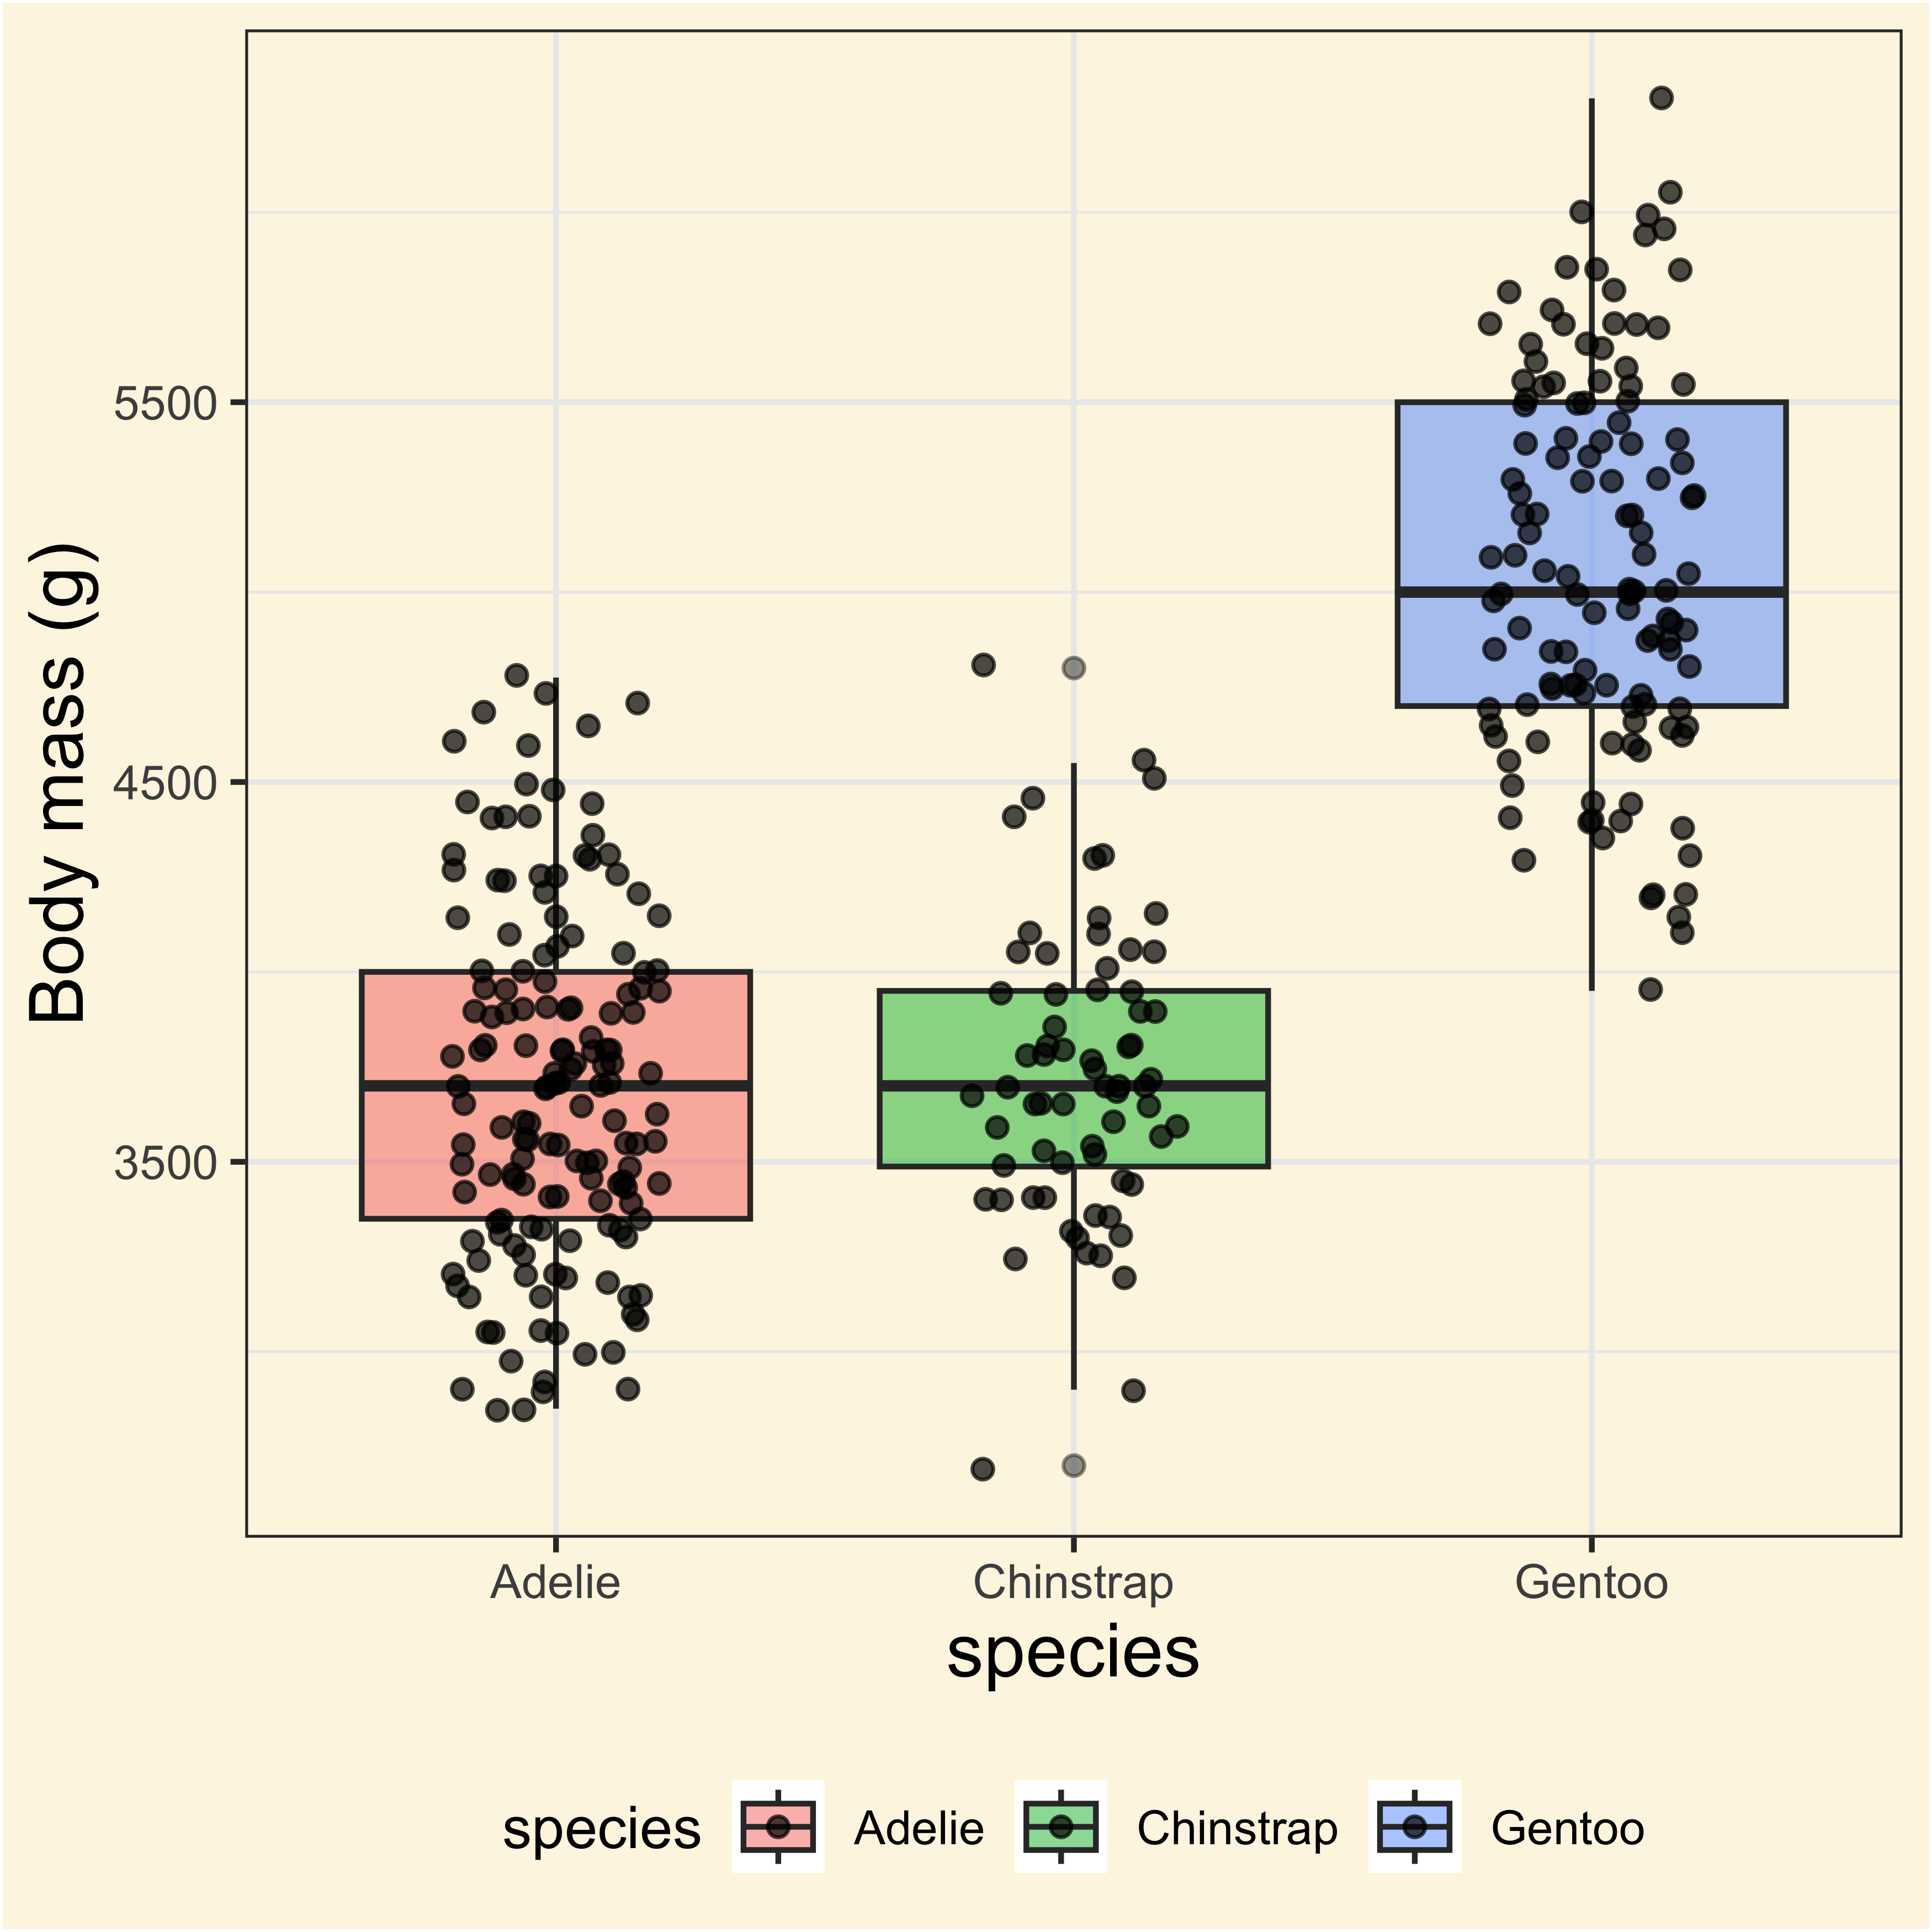 Body mass (g)
5500
4500
3500
Adelie Chinstrap Gentoo
species
species Adelie Chinstrap Gentoo